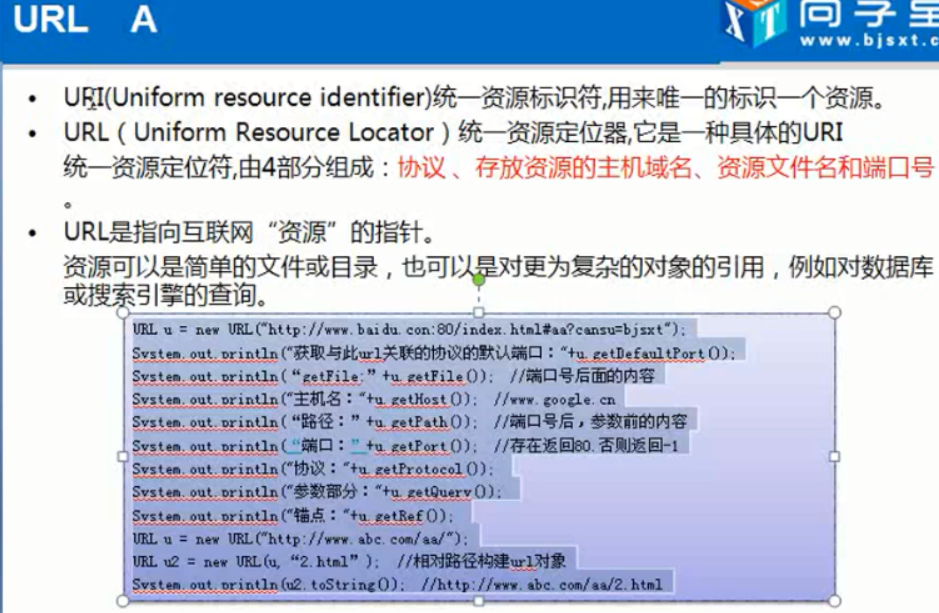 URL A
www.bjsxt.c
• URI(Uniform resource identifier)统一资源标识符,用来唯一的标识一个资源。
• URL ( Uniform Resource Locator ) 统一资源定位器,它是一种具体的URI
统一资源定位符,由4部分组成：协议 、存放资源的主机域名、资源文件名和端口号
。
• URL是指向互联网“资源”的指针。
资源可以是简单的文件或目录，也可以是对更为复杂的对象的引用，例如对数据库
或搜索引擎的查询。
URL u = new URL("http://www.baidu.con:80/index.html#aa?cansu=bjsxt");
System.out.println("获取与此url关联的协议的默认端口："+u.getDefaultPort());
System.out.println(“getFile:”+u.getFile()); //端口号后面的内容
System.out.println("主机名："+u.getHost()); //www.google.cn
System.out.println(“路径：”+u.getPath()); //端口号后，参数前的内容
System.out.println(“端口：”+u.getPort()); //存在返回80.否则返回-1
System.out.println("协议："+u.getProtocol());
System.out.println("参数部分："+u.getQuery());
System.out.println("锚点："+u.getRef());
URL u = new URL("http://www.abc.com/aa/");
URL u2 = new URL(u, “2.html”); //相对路径构建url对象
System.out.println(u2.toString()); //http://www.abc.com/aa/2.html